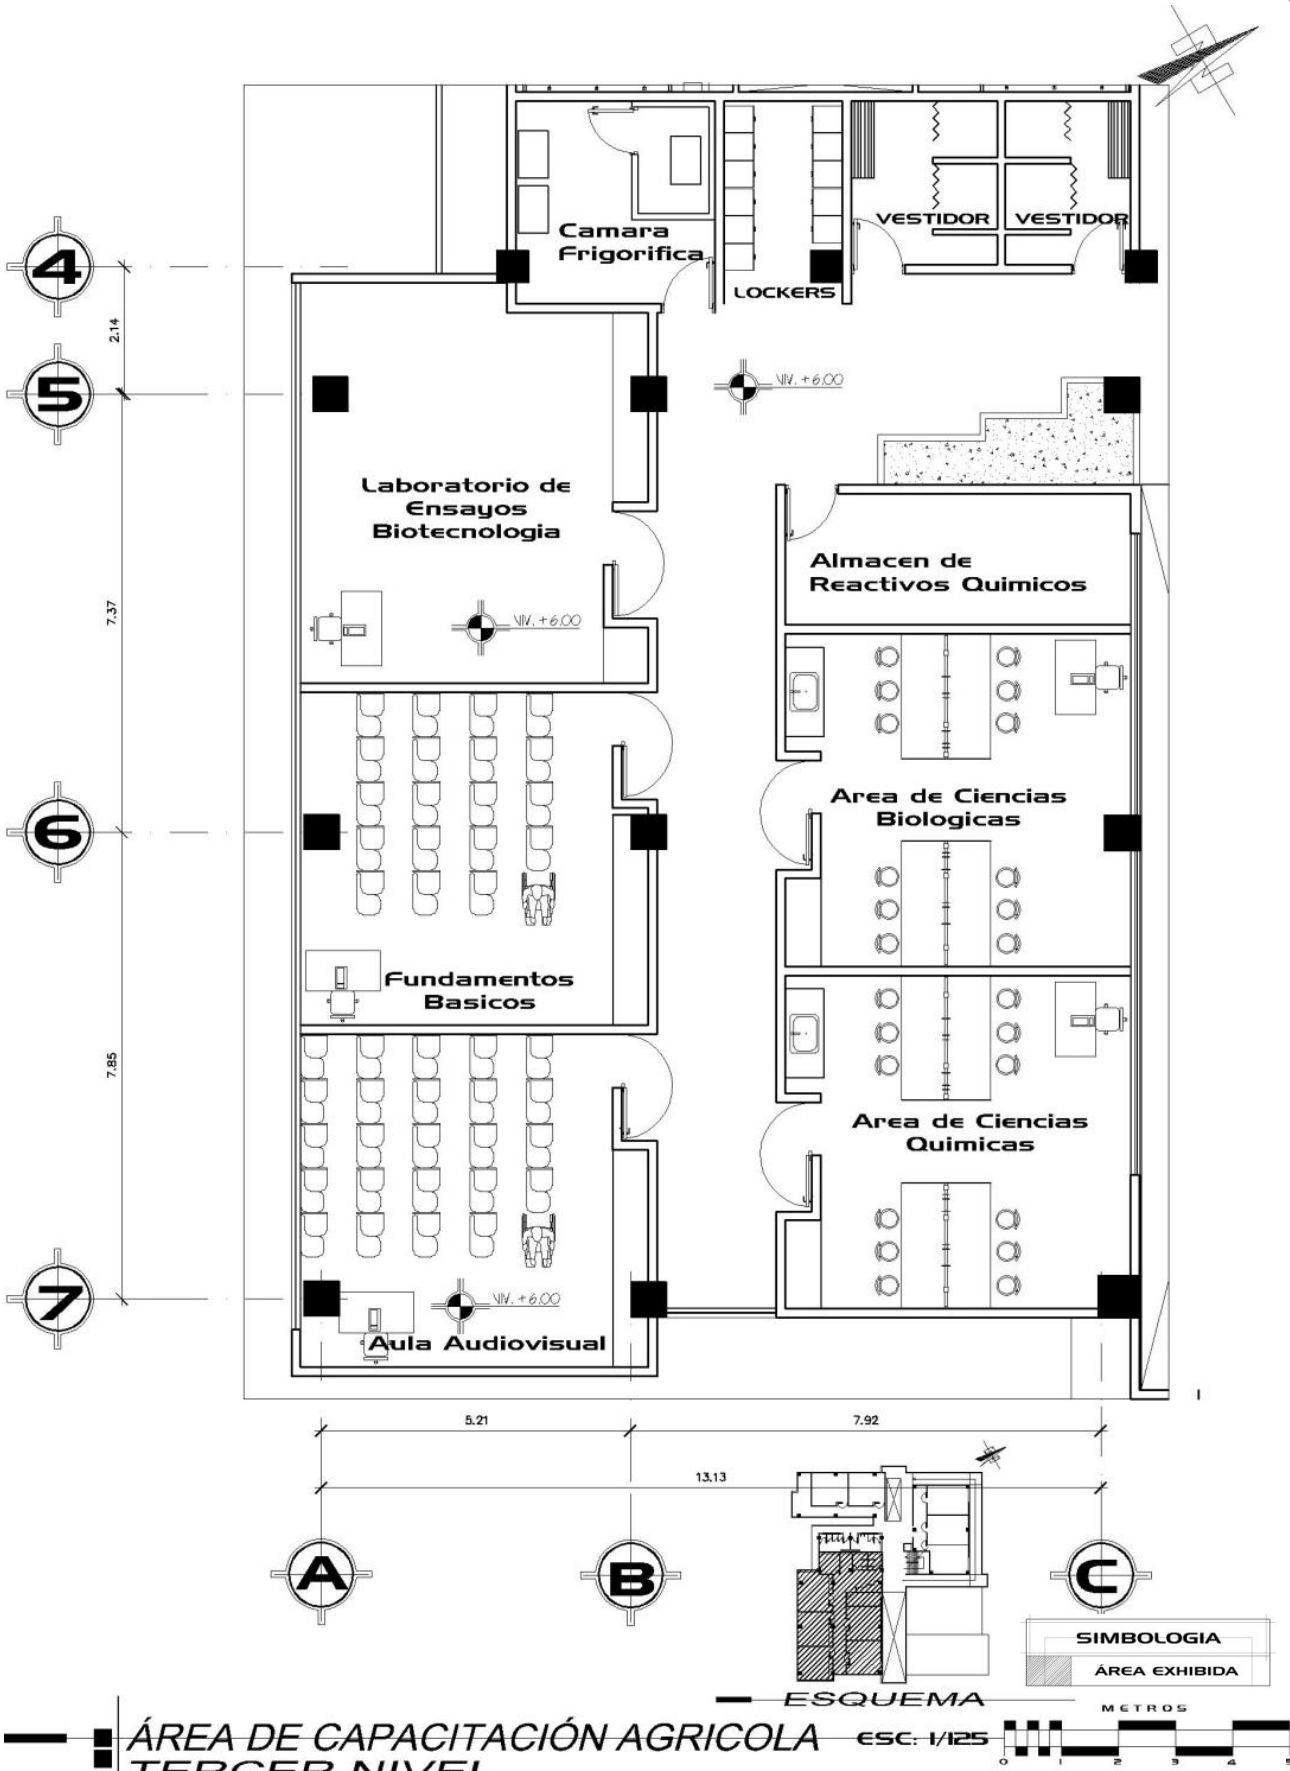 VESTIDOR
VESTIDOR
Camara
Frigorifica
LOCKERS
4
2.14
5
NIV. +6.00
Laboratorio de
Ensayos
Biotecnologia
Almacen de
Reactivos Quimicos
7.37
NIV. +6.00
Area de Ciencias
Biologicas
6
Fundamentos
Basicos
7.85
Area de Ciencias
Quimicas
7
NIV. +6.00
Aula Audiovisual
5.21
7.92
13.13
A
B
C
SIMBOLOGIA
ÁREA EXHIBIDA
ESQUEMA
METROS
ÁREA DE CAPACITACIÓN AGRICOLA
ESC: 1/125
0 1 2 3 4 5
TERCER NIVEL